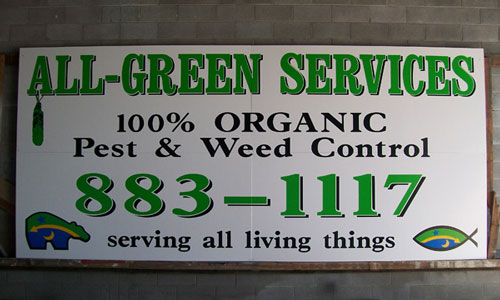 ALL-GREEN SERVICES
100% ORGANIC
Pest & Weed Control
883-1117
serving all living things